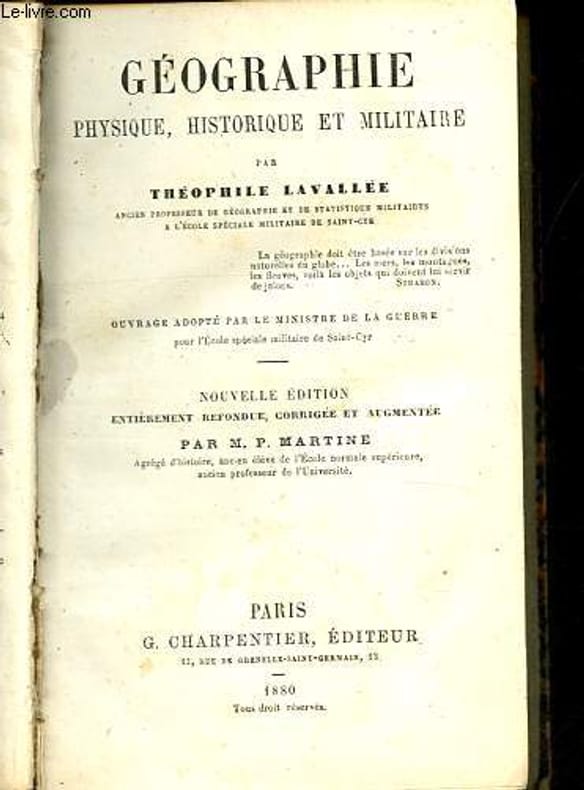 Le-livre.com
GÉOGRAPHIE
PHYSIQUE, HISTORIQUE ET MILITAIRE
PAR
THÉOPHILE LAVALLÉE
ANCIEN PROFESSEUR DE GÉOGRAPHIE ET DE STATISTIQUE MILITAIRES
A L'ÉCOLE SPÉCIALE MILITAIRE DE SAINT-CYR
La géographie doit être basée sur les divisions
naturelles du globe... Les mers, les montagnes,
les fleuves, voilà les objets qui doivent lui servir
de jalons. STRABON.
OUVRAGE ADOPTÉ PAR LE MINISTRE DE LA GUERRE
pour l'École spéciale militaire de Saint-Cyr
NOUVELLE ÉDITION
ENTIÈREMENT REFONDUE, CORRIGÉE ET AUGMENTÉE
PAR M. P. MARTINE
Agrégé d'histoire, ancien élève de l'École normale supérieure,
ancien professeur de l'Université.
PARIS
G. CHARPENTIER, ÉDITEUR
RUE DE GRENELLE-SAINT-GERMAIN, 13
1880
Tous droit réservés.